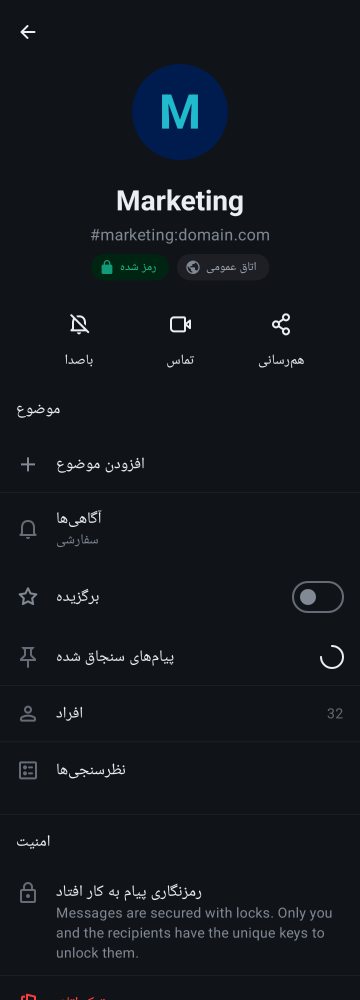 M
Marketing
#marketing:domain.com
رمز شده
اتاق عمومی
باصدا
تماس
هم‌رسانی
موضوع
افزودن موضوع
آگاهی‌ها
سفارشی
برگزیده
پیام‌های سنجاق شده
افراد
32
نظرسنجی‌ها
امنیت
رمزنگاری پیام به کار افتاد
Messages are secured with locks. Only you
and the recipients have the unique keys to
unlock them.